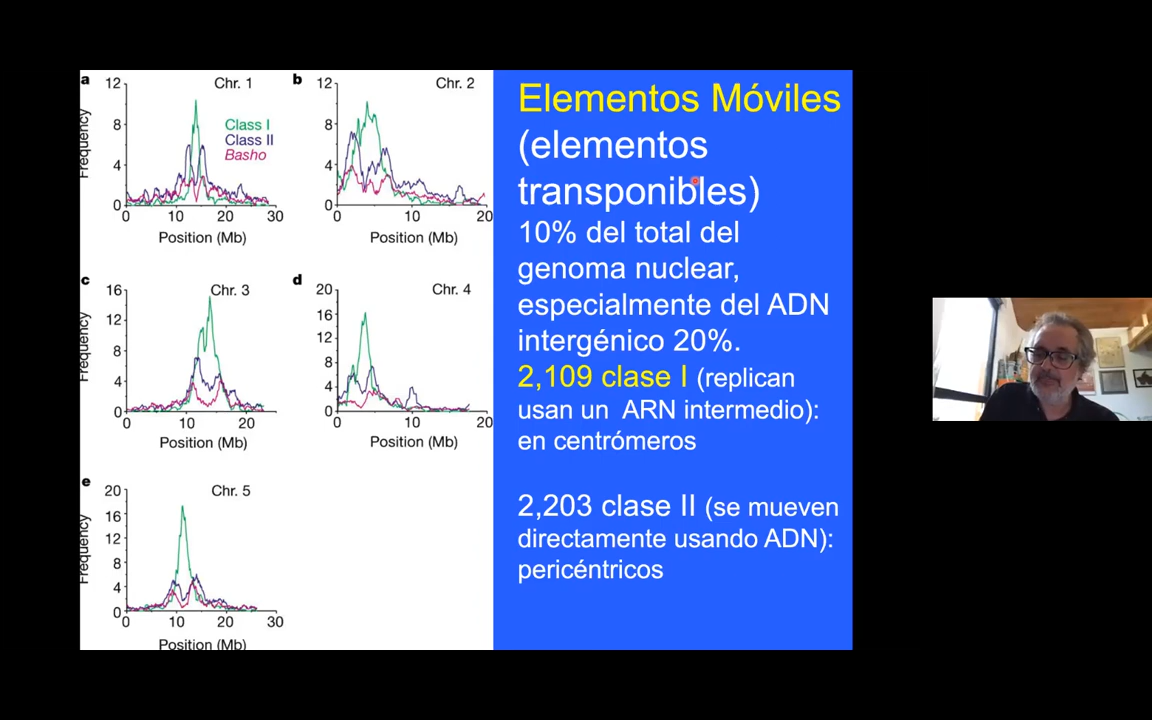 a
Chr. 1
12
8
4
0
Frequency
Class I
Class II
Basho
0 10 20 30
Position (Mb)
b
Chr. 2
12
8
4
0
0 10 20
Position (Mb)
c
Chr. 3
16
12
8
4
0
Frequency
0 10 20
Position (Mb)
d
Chr. 4
20
16
12
8
4
0
0 10 20
Position (Mb)
e
Chr. 5
20
16
12
8
4
0
Frequency
0 10 20 30
Position (Mb)
Elementos Móviles
(elementos
transponibles)
10% del total del
genoma nuclear,
especialmente del ADN
intergénico 20%.
2,109 clase I (replican
usan un ARN intermedio):
en centrómeros
2,203 clase II (se mueven
directamente usando ADN):
pericéntricos